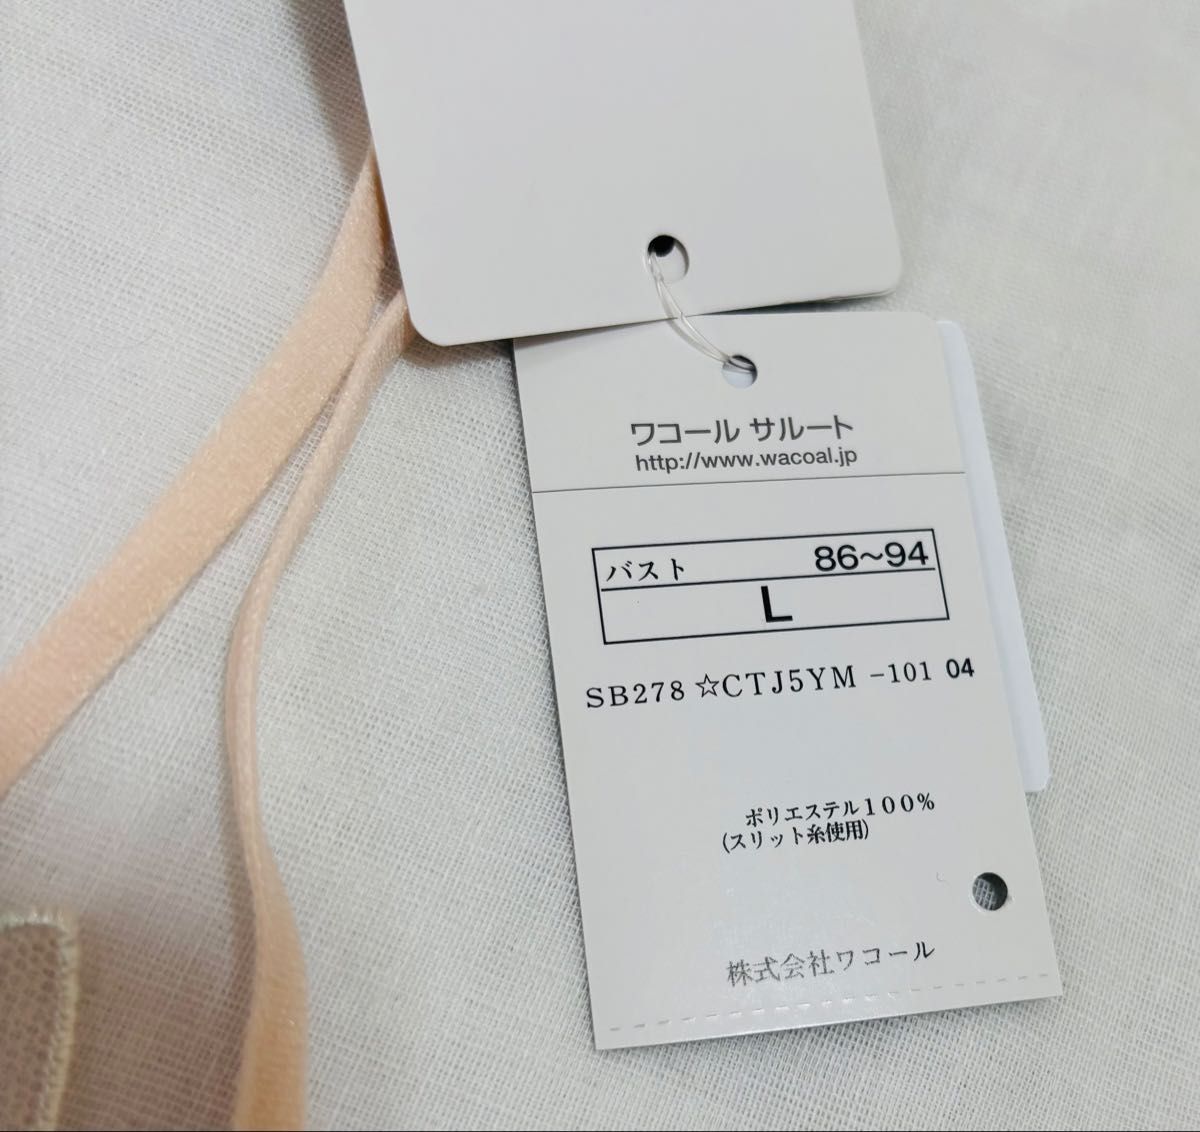 ワコール サルート
http://www.wacoal.jp
バスト 86~94
L
SB278 ☆CTJ5YM -101 04
ポリエステル100%
(スリット糸使用)
株式会社ワコール